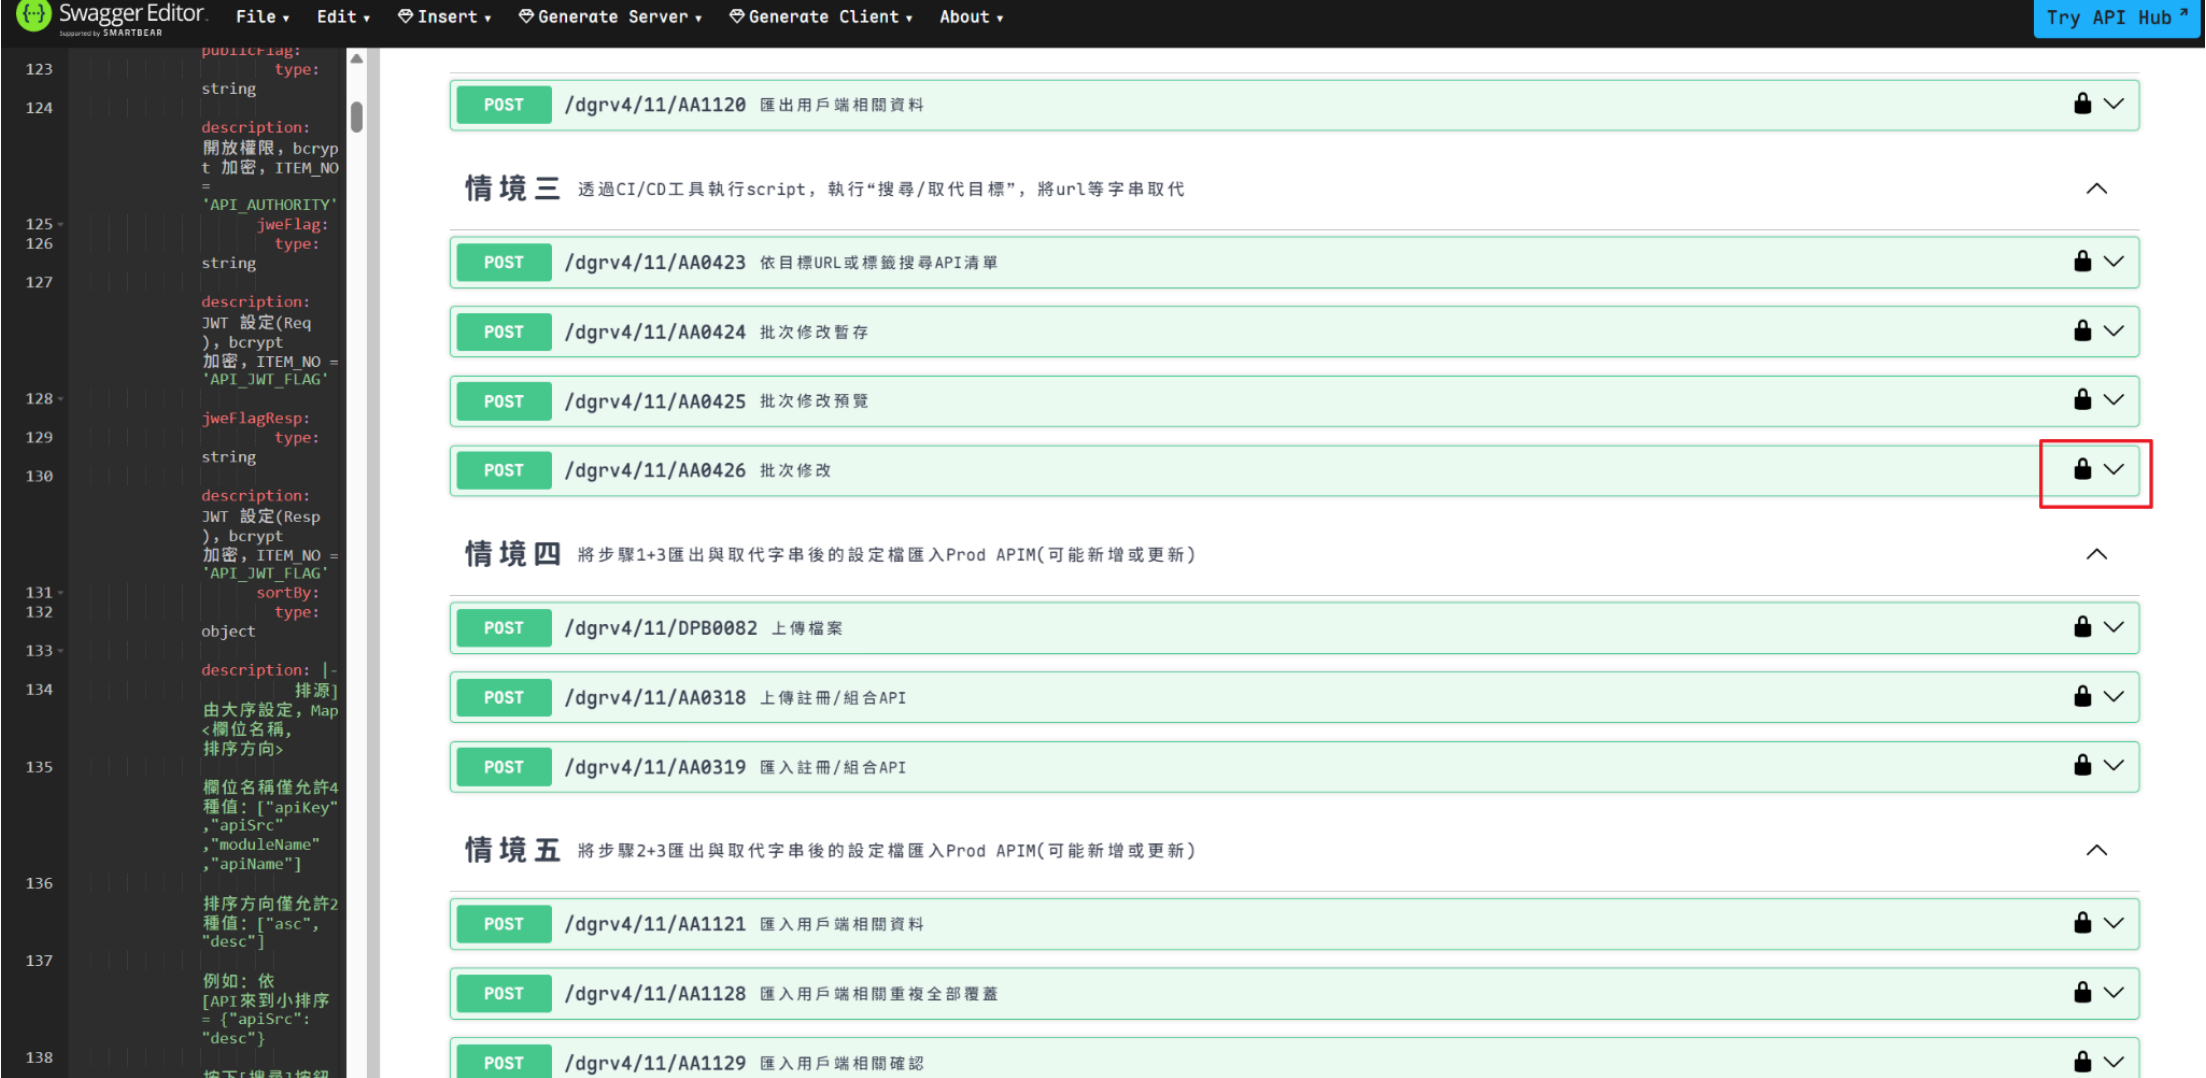 Swagger Editor
Supported by SMARTBEAR
File
Edit
Insert
Generate Server
Generate Client
About
Try API Hub
publicFlag:
123 type:
string
124
description:
開放權限, bcryp
t 加密, ITEM_NO
=
'API_AUTHORITY'
125 jweFlag:
126 type:
string
127
description:
JWT 設定(Req
), bcrypt
加密, ITEM_NO =
'API_JWT_FLAG'
128
jweFlagResp:
129 type:
string
130
description:
JWT 設定(Resp
), bcrypt
加密, ITEM_NO =
'API_JWT_FLAG'
131 sortBy:
132 type:
object
133
description: |-
134 排源]
由大序設定, Map
<欄位名稱,
排序方向>
135
欄位名稱僅允許4
種值: ["apiKey"
,"apiSrc"
,"moduleName"
,"apiName"]
136
排序方向僅允許2
種值: ["asc",
"desc"]
137
例如: 依
[API來到小排序
= {"apiSrc":
"desc"}
138
按下[搜尋]按鈕
POST /dgrv4/11/AA1120 匯出用戶端相關資料
情境三 透過CI/CD工具執行script, 執行“搜尋/取代目標”, 將url等字串取代
POST /dgrv4/11/AA0423 依目標URL或標籤搜尋API清單
POST /dgrv4/11/AA0424 批次修改暫存
POST /dgrv4/11/AA0425 批次修改預覽
POST /dgrv4/11/AA0426 批次修改
情境四 將步驟1+3匯出與取代字串後的設定檔匯入Prod APIM(可能新增或更新)
POST /dgrv4/11/DPB0082 上傳檔案
POST /dgrv4/11/AA0318 上傳註冊/組合API
POST /dgrv4/11/AA0319 匯入註冊/組合API
情境五 將步驟2+3匯出與取代字串後的設定檔匯入Prod APIM(可能新增或更新)
POST /dgrv4/11/AA1121 匯入用戶端相關資料
POST /dgrv4/11/AA1128 匯入用戶端相關重複全部覆蓋
POST /dgrv4/11/AA1129 匯入用戶端相關確認